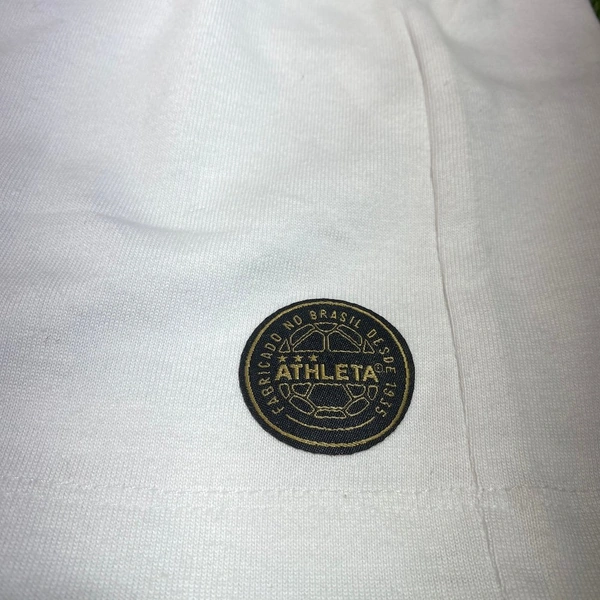 FABRICADO NO BRASIL DESDE 1935
ATHLETA